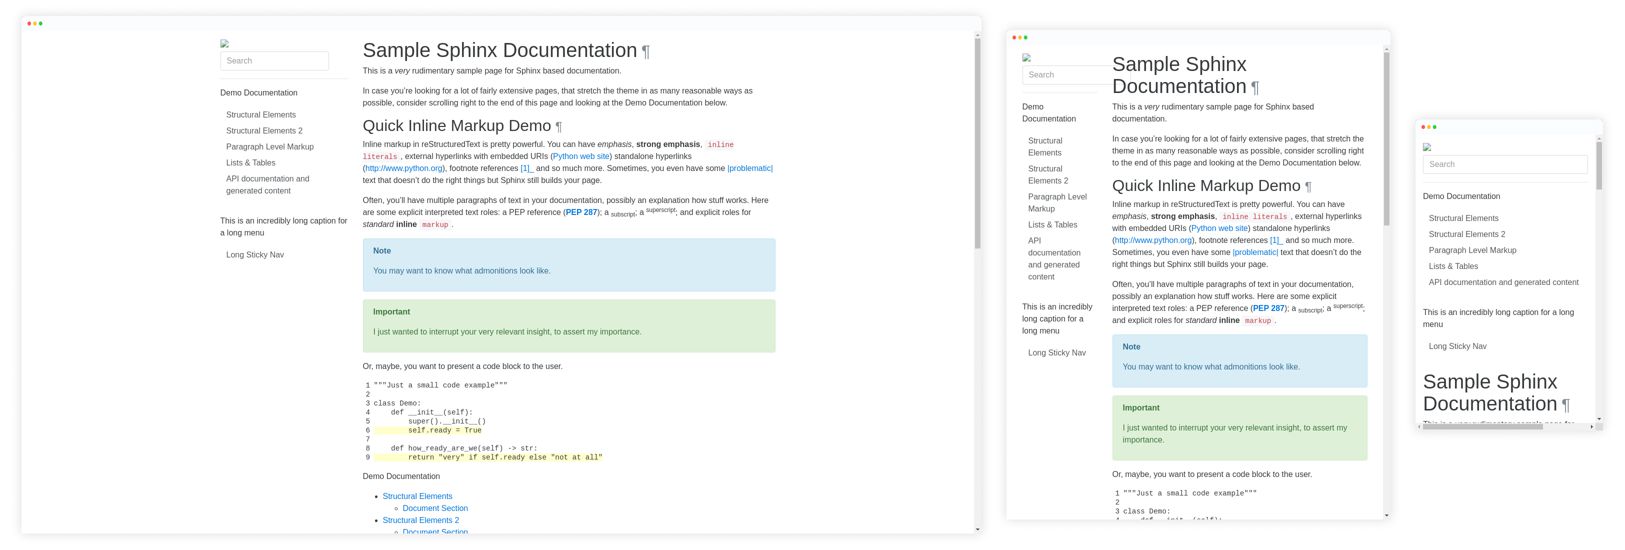 Search
Demo Documentation
Structural Elements
Structural Elements 2
Paragraph Level Markup
Lists & Tables
API documentation and
generated content
This is an incredibly long caption for
a long menu
Long Sticky Nav
Sample Sphinx Documentation ¶
This is a very rudimentary sample page for Sphinx based documentation.
In case you’re looking for a lot of fairly extensive pages, that stretch the theme in as many reasonable ways as
possible, consider scrolling right to the end of this page and looking at the Demo Documentation below.
Quick Inline Markup Demo ¶
Inline markup in reStructuredText is pretty powerful. You can have emphasis, strong emphasis, inline
literals, external hyperlinks with embedded URIs (Python web site) standalone hyperlinks
(http://www.python.org), footnote references [1]_ and so much more. Sometimes, you even have some |problematic|
text that doesn’t do the right things but Sphinx still builds your page.
Often, you’ll have multiple paragraphs of text in your documentation, possibly an explanation how stuff works. Here
are some explicit interpreted text roles: a PEP reference (PEP 287); a subscript; a superscript; and explicit roles for
standard inline markup.
Note
You may want to know what admonitions look like.
Important
I just wanted to interrupt your very relevant insight, to assert my importance.
Or, maybe, you want to present a code block to the user.
1 """Just a small code example"""
2
3 class Demo:
4     def __init__(self):
5         super().__init__()
6         self.ready = True
7
8     def how_ready_are_we(self) -> str:
9         return "very" if self.ready else "not at all"
Demo Documentation
• Structural Elements
◦ Document Section
• Structural Elements 2
◦ Document Section
Search
Demo
Documentation
Structural
Elements
Structural
Elements 2
Paragraph Level
Markup
Lists & Tables
API
documentation
and generated
content
This is an incredibly
long caption for a
long menu
Long Sticky Nav
Sample Sphinx
Documentation ¶
This is a very rudimentary sample page for Sphinx based
documentation.
In case you’re looking for a lot of fairly extensive pages, that stretch the
theme in as many reasonable ways as possible, consider scrolling right
to the end of this page and looking at the Demo Documentation below.
Quick Inline Markup Demo ¶
Inline markup in reStructuredText is pretty powerful. You can have
emphasis, strong emphasis, inline literals, external hyperlinks
with embedded URIs (Python web site) standalone hyperlinks
(http://www.python.org), footnote references [1]_ and so much more.
Sometimes, you even have some |problematic| text that doesn’t do the
right things but Sphinx still builds your page.
Often, you’ll have multiple paragraphs of text in your documentation,
possibly an explanation how stuff works. Here are some explicit
interpreted text roles: a PEP reference (PEP 287); a subscript; a superscript;
and explicit roles for standard inline markup.
Note
You may want to know what admonitions look like.
Important
I just wanted to interrupt your very relevant insight, to assert my
importance.
Or, maybe, you want to present a code block to the user.
1 """Just a small code example"""
2
3 class Demo:
4     def __init__(self):
Search
Demo Documentation
Structural Elements
Structural Elements 2
Paragraph Level Markup
Lists & Tables
API documentation and generated content
This is an incredibly long caption for a long
menu
Long Sticky Nav
Sample Sphinx
Documentation ¶
This is a very rudimentary sample page for